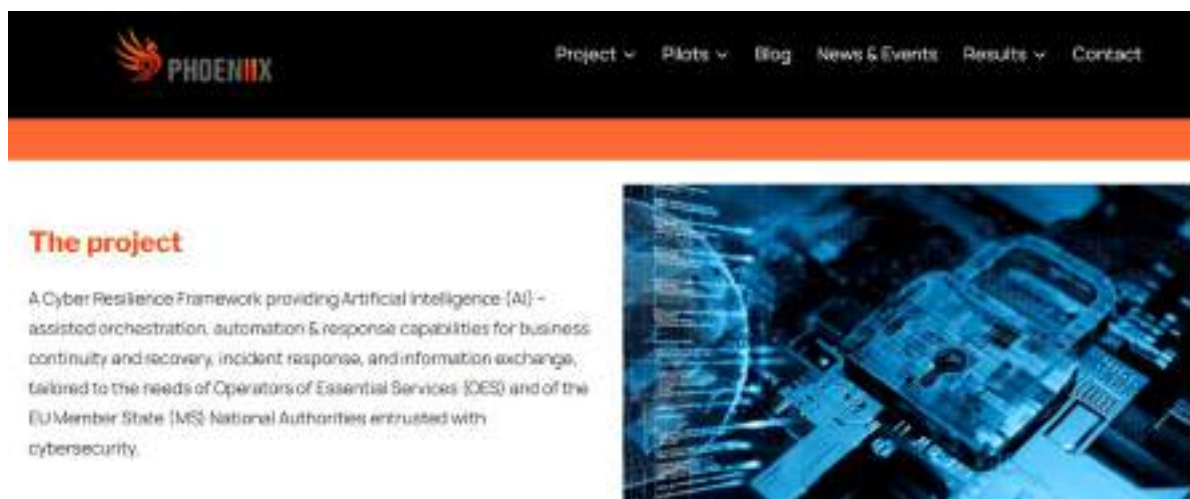 PHOENIIX
Project Pilots Blog News & Events Results Contact
The project
A Cyber Resilience Framework providing Artificial Intelligence (AI) –
assisted orchestration, automation & response capabilities for business
continuity and recovery, incident response, and information exchange,
tailored to the needs of Operators of Essential Services (OES) and of the
EU Member State (MS) National Authorities entrusted with
cybersecurity.